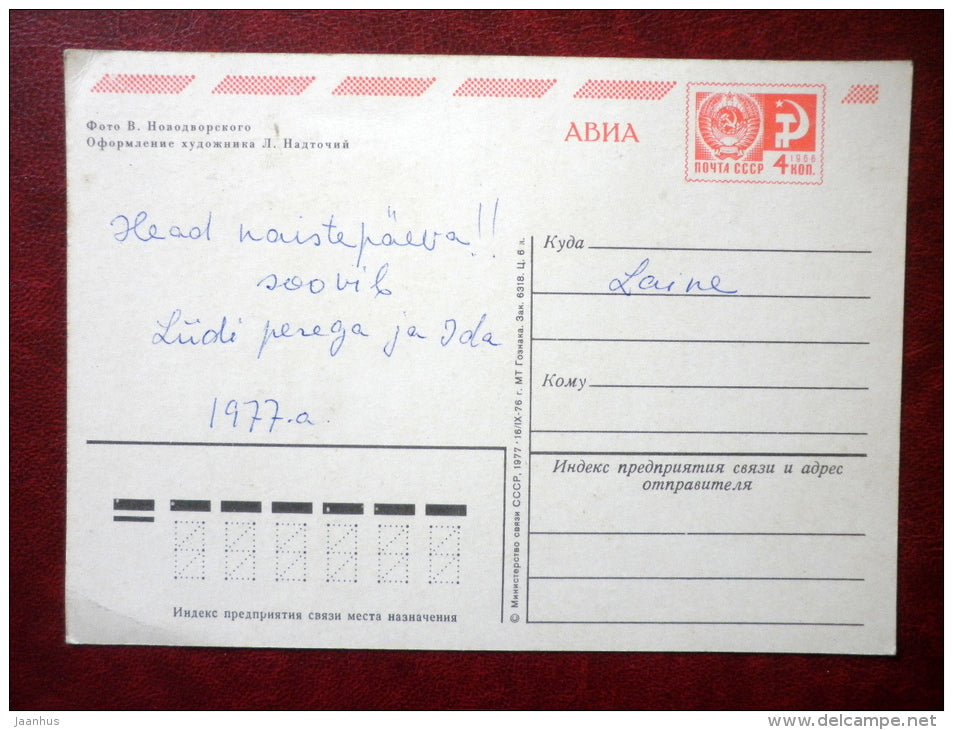 Фото В. Новодворского
Оформление художника Л. Надточий
АВИА
1966
ПОЧТА СССР 4 КОП.
Head naistepäeva!!
soovib
Lüdi perega ja Ida
1977.a.
Куда
Laine
Кому
Индекс предприятия связи и адрес
отправителя
Индекс предприятия связи места назначения
© Министерство связи СССР, 1977 · 16/IX-76 г. МТ Гознака. Зак. 6318. Ц. 6 к.
jaanhus
www.delcampe.net